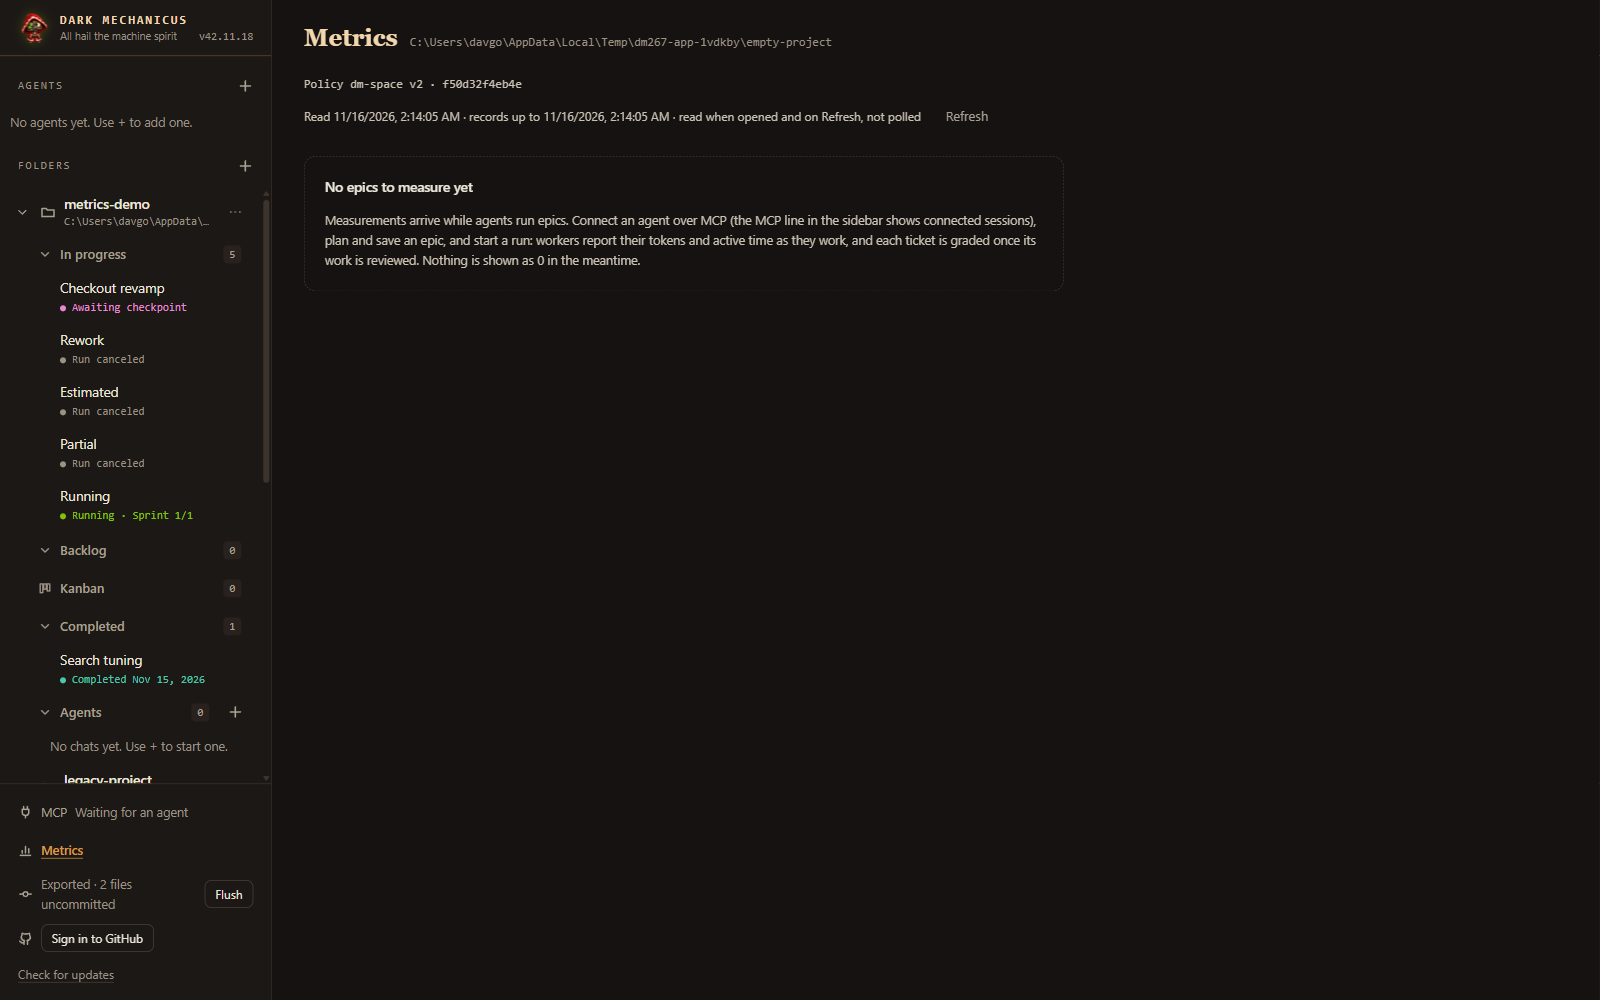 DARK MECHANICUS
All hail the machine spirit v42.11.18
AGENTS
No agents yet. Use + to add one.
FOLDERS
metrics-demo
C:\Users\davgo\AppData\…
In progress 5
Checkout revamp
Awaiting checkpoint
Rework
Run canceled
Estimated
Run canceled
Partial
Run canceled
Running
Running · Sprint 1/1
Backlog 0
Kanban 0
Completed 1
Search tuning
Completed Nov 15, 2026
Agents 0
No chats yet. Use + to start one.
legacy-project
MCP Waiting for an agent
Metrics
Exported · 2 files
uncommitted
Flush
Sign in to GitHub
Check for updates
Metrics C:\Users\davgo\AppData\Local\Temp\dm267-app-1vdkby\empty-project
Policy dm-space v2 · f50d32f4eb4e
Read 11/16/2026, 2:14:05 AM · records up to 11/16/2026, 2:14:05 AM · read when opened and on Refresh, not polled Refresh
No epics to measure yet
Measurements arrive while agents run epics. Connect an agent over MCP (the MCP line in the sidebar shows connected sessions),
plan and save an epic, and start a run: workers report their tokens and active time as they work, and each ticket is graded once its
work is reviewed. Nothing is shown as 0 in the meantime.